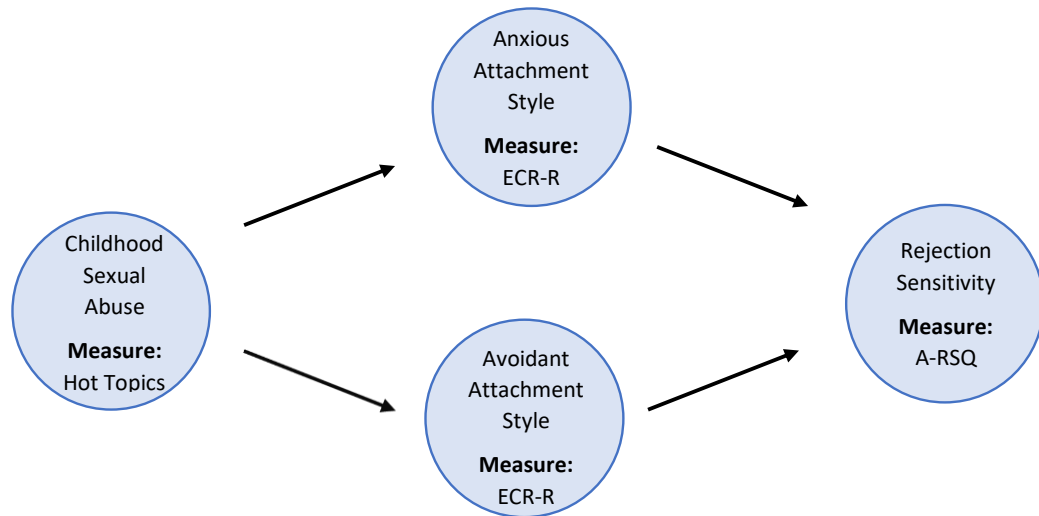 Anxious
Attachment
Style
Measure:
ECR-R
Childhood
Sexual
Abuse
Measure:
Hot Topics
Rejection
Sensitivity
Measure:
A-RSQ
Avoidant
Attachment
Style
Measure:
ECR-R